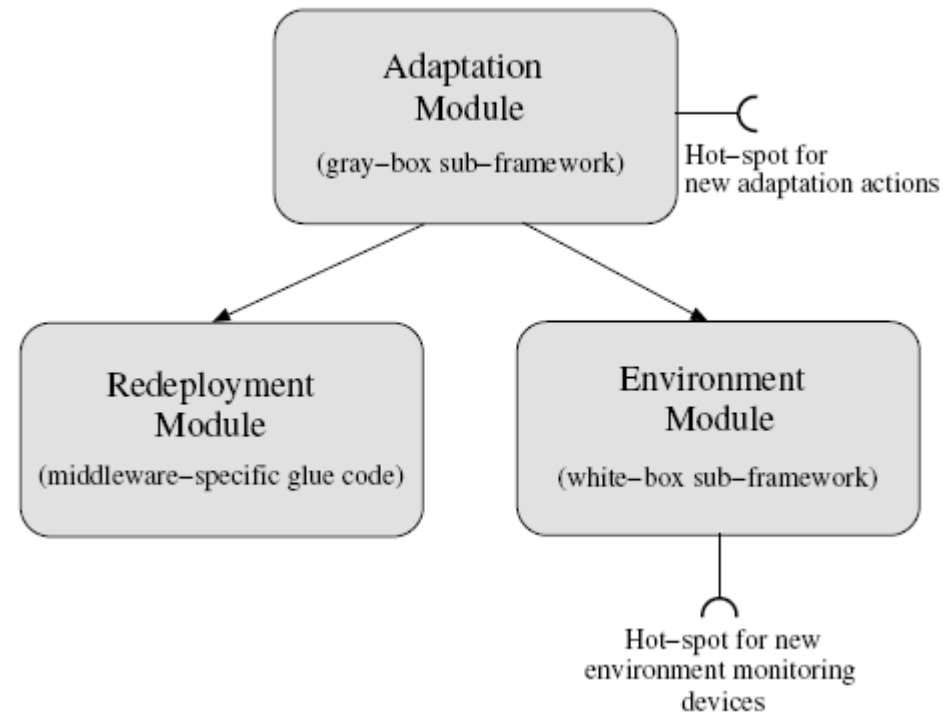 Adaptation
Module
(gray−box sub−framework)
Hot−spot for
new adaptation actions
Redeployment
Module
(middleware−specific glue code)
Environment
Module
(white−box sub−framework)
Hot−spot for new
environment monitoring
devices